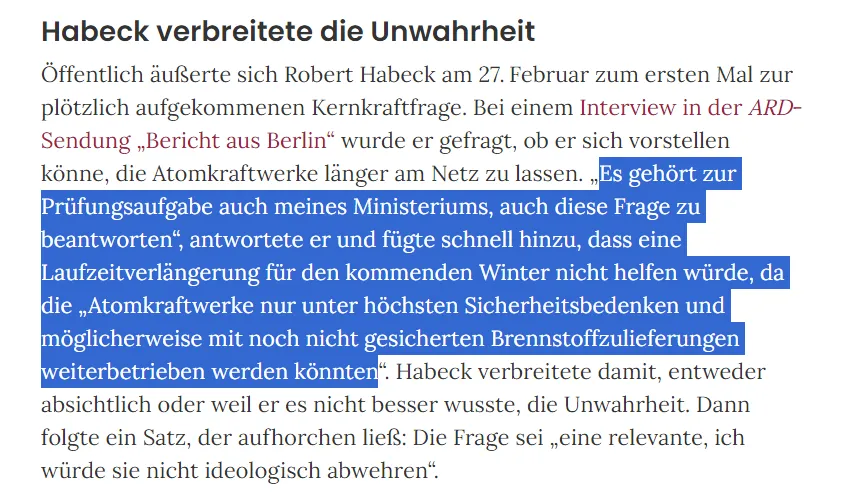 Habeck verbreitete die Unwahrheit
Öffentlich äußerte sich Robert Habeck am 27. Februar zum ersten Mal zur
plötzlich aufgekommenen Kernkraftfrage. Bei einem Interview in der ARD-
Sendung „Bericht aus Berlin“ wurde er gefragt, ob er sich vorstellen
könne, die Atomkraftwerke länger am Netz zu lassen. „Es gehört zur
Prüfungsaufgabe auch meines Ministeriums, auch diese Frage zu
beantworten“, antwortete er und fügte schnell hinzu, dass eine
Laufzeitverlängerung für den kommenden Winter nicht helfen würde, da
die „Atomkraftwerke nur unter höchsten Sicherheitsbedenken und
möglicherweise mit noch nicht gesicherten Brennstoffzulieferungen
weiterbetrieben werden könnten“. Habeck verbreitete damit, entweder
absichtlich oder weil er es nicht besser wusste, die Unwahrheit. Dann
folgte ein Satz, der aufhorchen ließ: Die Frage sei „eine relevante, ich
würde sie nicht ideologisch abwehren“.